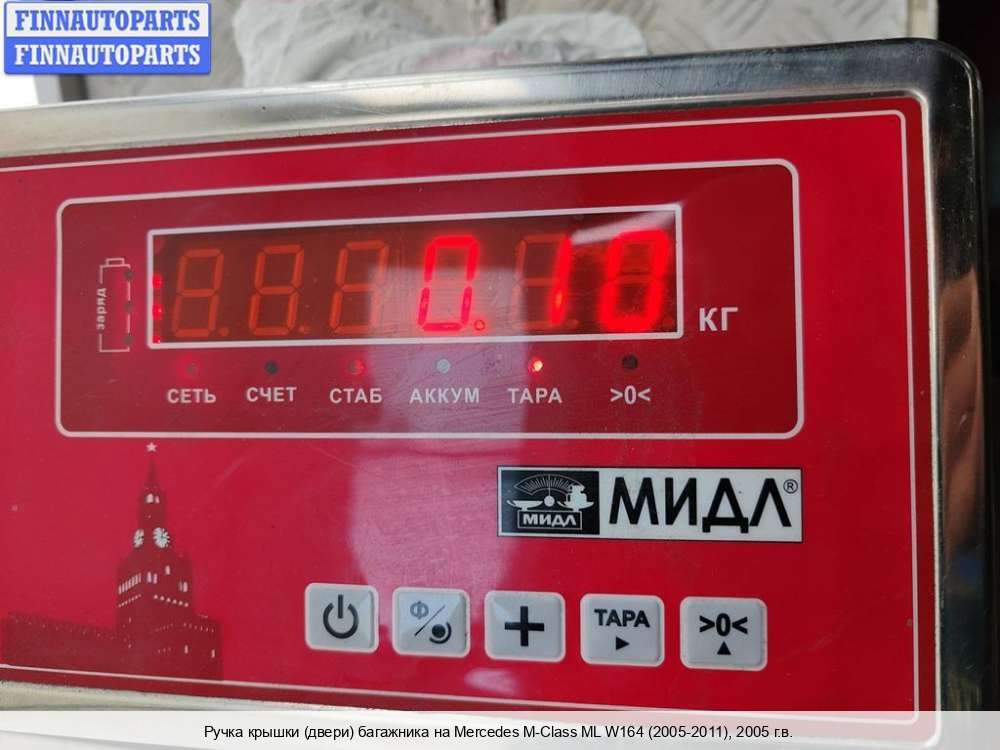 FINNAUTOPARTS
FINNAUTOPARTS
заряд
0.10
КГ
СЕТЬ СЧЕТ СТАБ АККУМ ТАРА >0<
МИДЛ МИДЛ®
Ф ТАРА >0<
Ручка крышки (двери) багажника на Mercedes M-Class ML W164 (2005-2011), 2005 г.в.